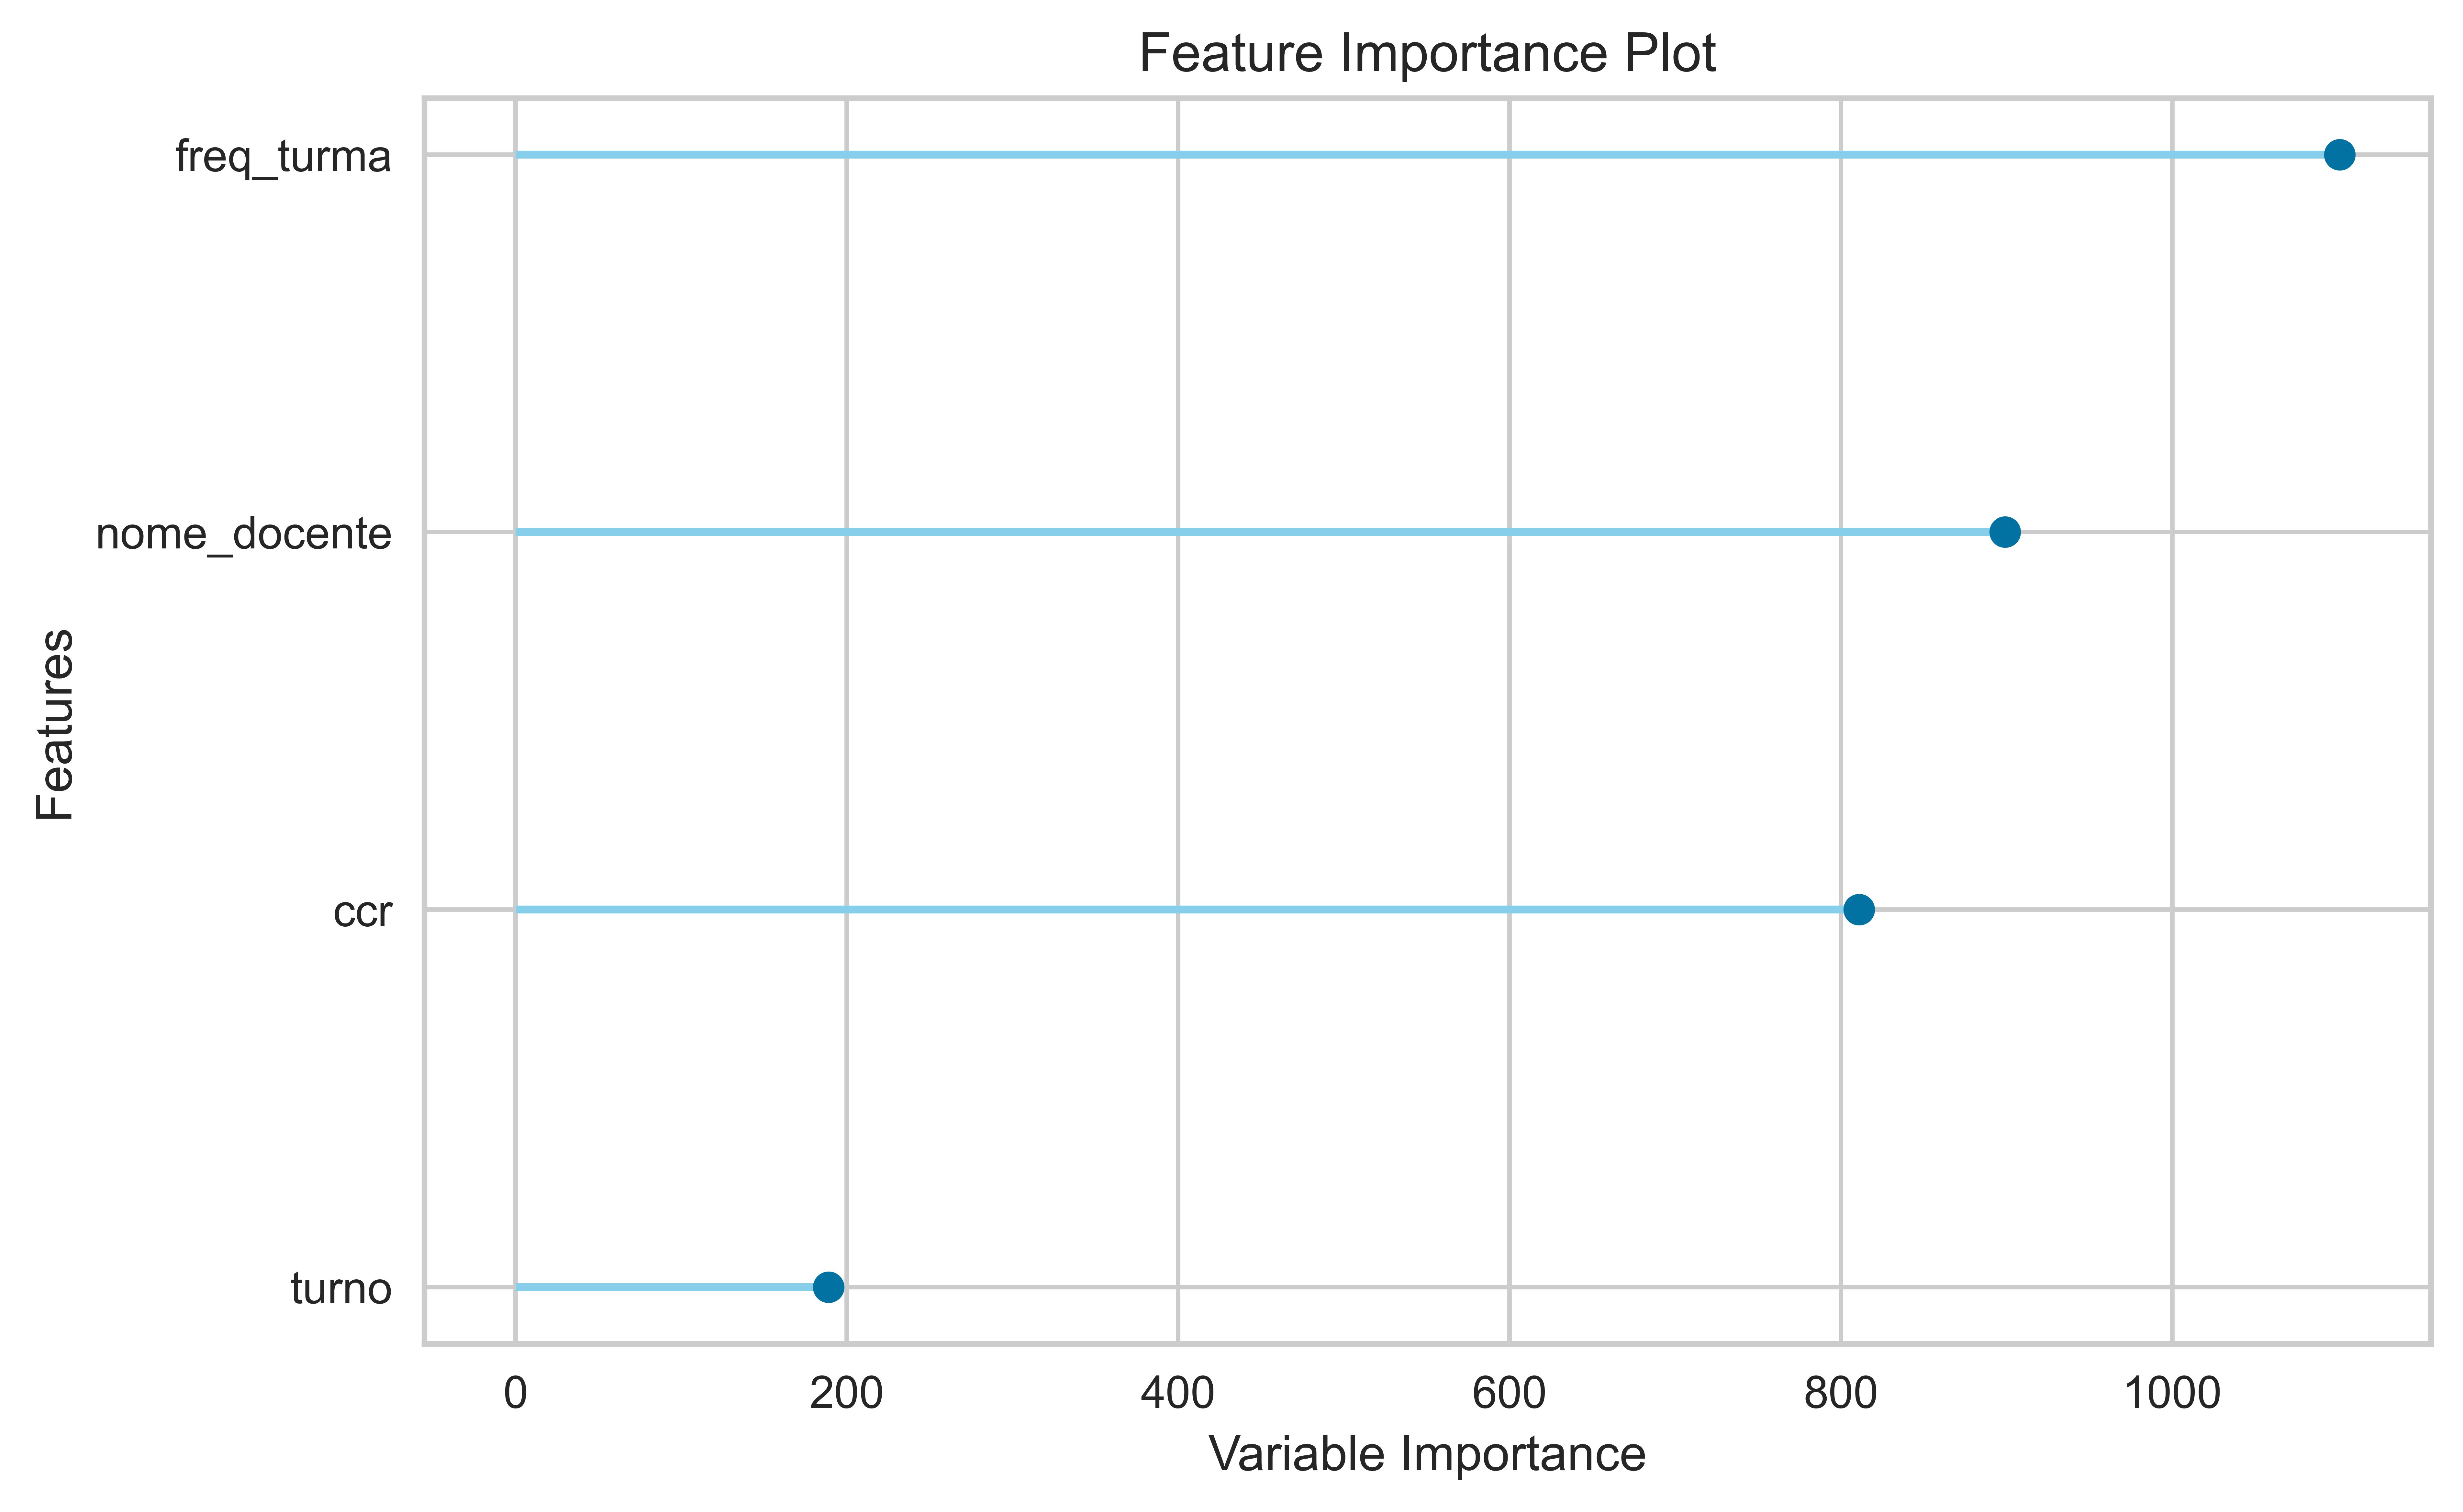 Feature Importance Plot
freq_turma
nome_docente
ccr
turno
Features
0 200 400 600 800 1000
Variable Importance